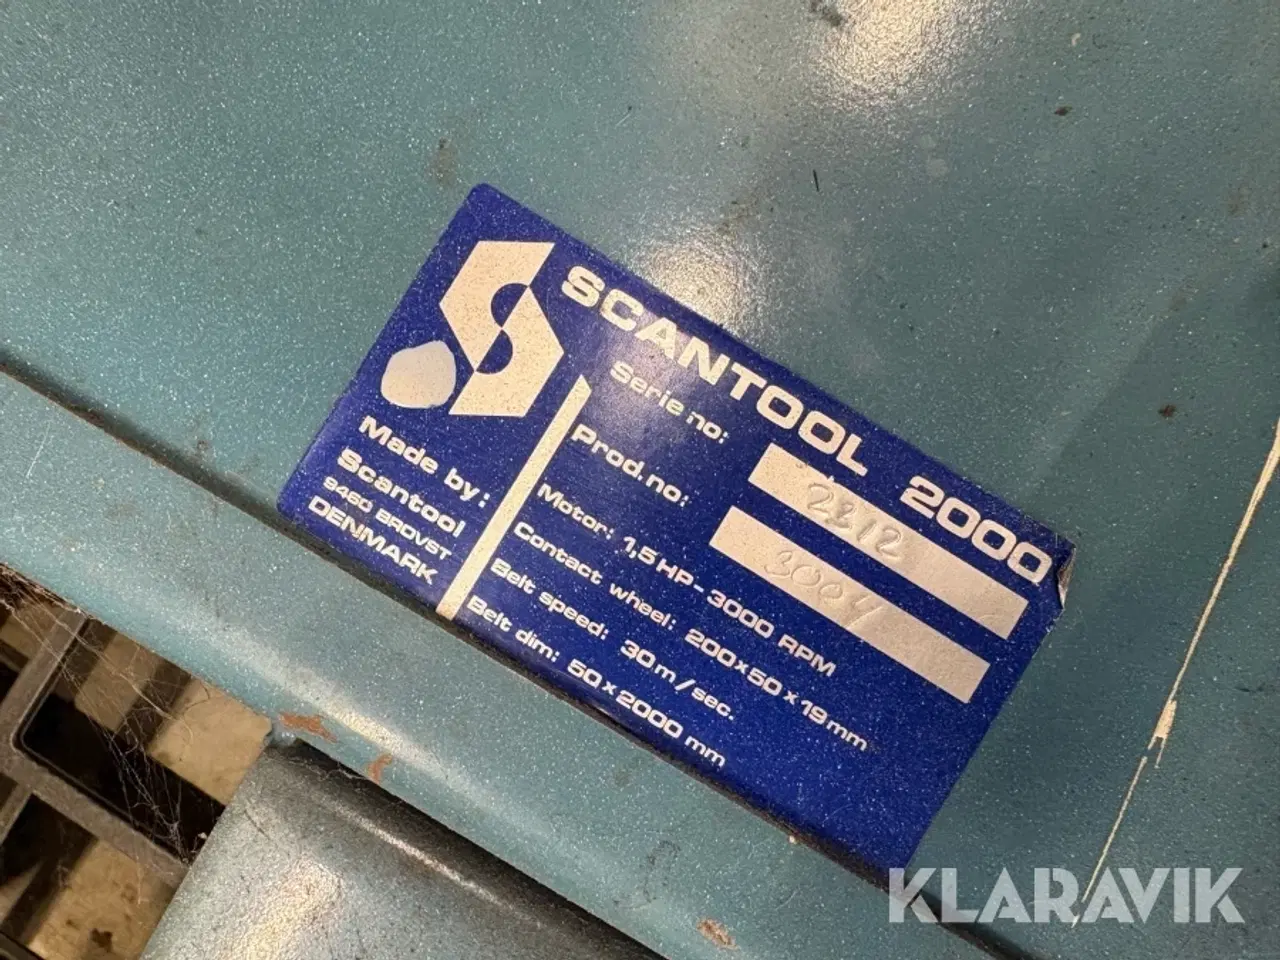 SCANTOOL 2000
Serie no: 2812
Prod.no: 3004
Motor: 1,5 HP – 3000 RPM
Contact wheel: 200 x 50 x 19 mm
Belt speed: 30 m/sec.
Belt dim: 50 x 2000 mm
Made by:
Scantool
9460 BROVST
DENMARK
KLARAVIK